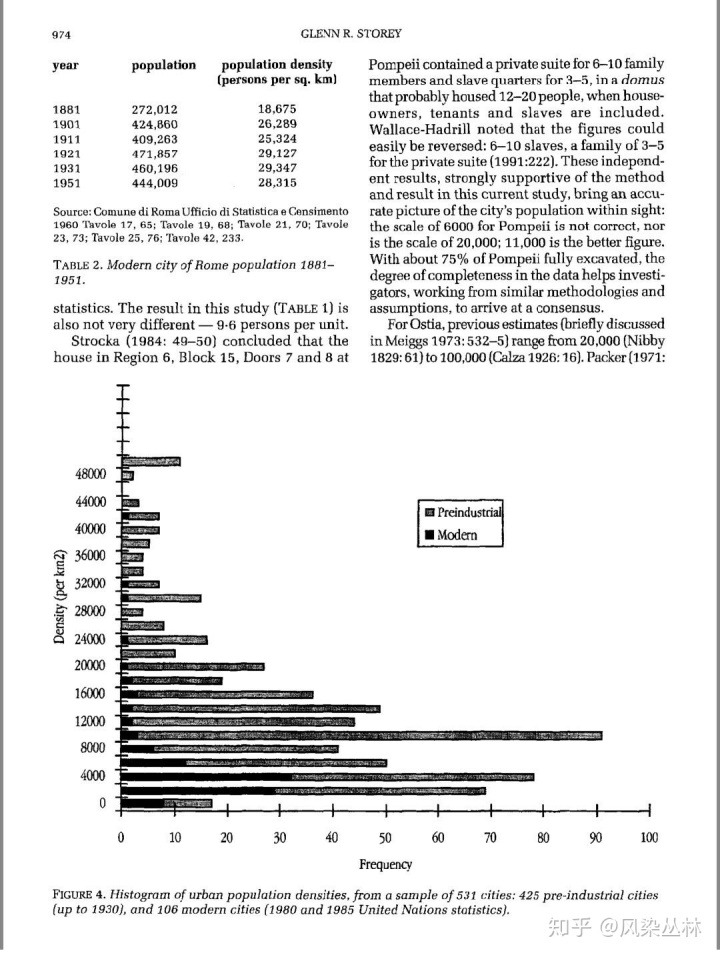 974
GLENN R. STOREY
year population population density
(persons per sq. km)
1881 272,012 18,675
1901 424,860 26,289
1911 409,263 25,324
1921 471,857 29,127
1931 460,196 29,347
1951 444,009 28,315
Source: Comune di Roma Ufficio di Statistica e Censimento
1960 Tavole 17, 65; Tavole 19, 68; Tavole 21, 70; Tavole
23, 73; Tavole 25, 76; Tavole 42, 233.
TABLE 2. Modern city of Rome population 1881–
1951.
statistics. The result in this study (TABLE 1) is
also not very different — 9·6 persons per unit.
Strocka (1984: 49–50) concluded that the
house in Region 6, Block 15, Doors 7 and 8 at
Pompeii contained a private suite for 6–10 family
members and slave quarters for 3–5, in a domus
that probably housed 12–20 people, when house-
owners, tenants and slaves are included.
Wallace-Hadrill noted that the figures could
easily be reversed: 6–10 slaves, a family of 3–5
for the private suite (1991:222). These independ-
ent results, strongly supportive of the method
and result in this current study, bring an accu-
rate picture of the city's population within sight:
the scale of 6000 for Pompeii is not correct, nor
is the scale of 20,000; 11,000 is the better figure.
With about 75% of Pompeii fully excavated, the
degree of completeness in the data helps investi-
gators, working from similar methodologies and
assumptions, to arrive at a consensus.
For Ostia, previous estimates (briefly discussed
in Meiggs 1973: 532–5) range from 20,000 (Nibby
1829: 61) to 100,000 (Calza 1926: 16). Packer (1971:
48000
44000
40000
36000
32000
28000
24000
20000
16000
12000
8000
4000
0
Density (per km2)
Preindustrial
Modern
0 10 20 30 40 50 60 70 80 90 100
Frequency
FIGURE 4. Histogram of urban population densities, from a sample of 531 cities: 425 pre-industrial cities
(up to 1930), and 106 modern cities (1980 and 1985 United Nations statistics).
知乎 @风染丛林